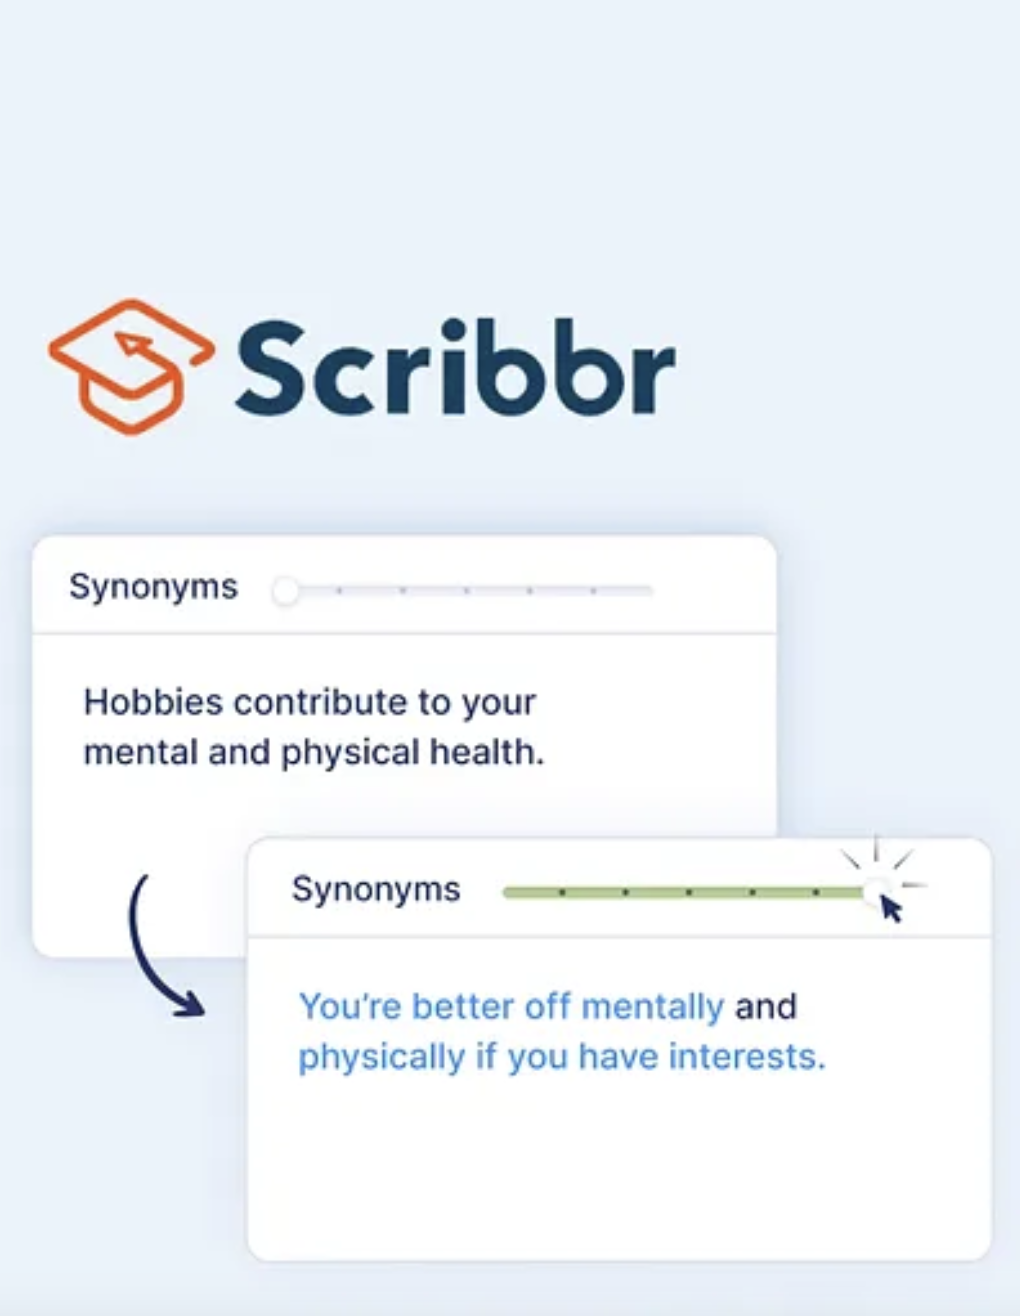 Scribbr
Synonyms
Hobbies contribute to your
mental and physical health.
Synonyms
You’re better off mentally and
physically if you have interests.